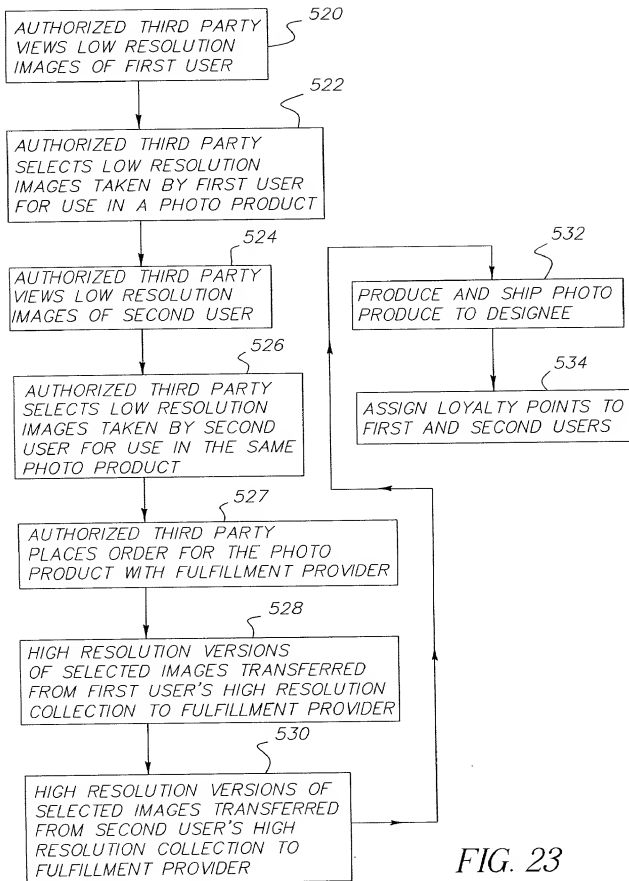 520
AUTHORIZED THIRD PARTY
VIEWS LOW RESOLUTION
IMAGES OF FIRST USER
522
AUTHORIZED THIRD PARTY
SELECTS LOW RESOLUTION
IMAGES TAKEN BY FIRST USER
FOR USE IN A PHOTO PRODUCT
524
AUTHORIZED THIRD PARTY
VIEWS LOW RESOLUTION
IMAGES OF SECOND USER
526
AUTHORIZED THIRD PARTY
SELECTS LOW RESOLUTION
IMAGES TAKEN BY SECOND
USER FOR USE IN THE SAME
PHOTO PRODUCT
527
AUTHORIZED THIRD PARTY
PLACES ORDER FOR THE PHOTO
PRODUCT WITH FULFILLMENT PROVIDER
528
HIGH RESOLUTION VERSIONS
OF SELECTED IMAGES TRANSFERRED
FROM FIRST USER'S HIGH RESOLUTION
COLLECTION TO FULFILLMENT PROVIDER
530
HIGH RESOLUTION VERSIONS OF
SELECTED IMAGES TRANSFERRED
FROM SECOND USER'S HIGH
RESOLUTION COLLECTION TO
FULFILLMENT PROVIDER
532
PRODUCE AND SHIP PHOTO
PRODUCE TO DESIGNEE
534
ASSIGN LOYALTY POINTS TO
FIRST AND SECOND USERS
FIG. 23